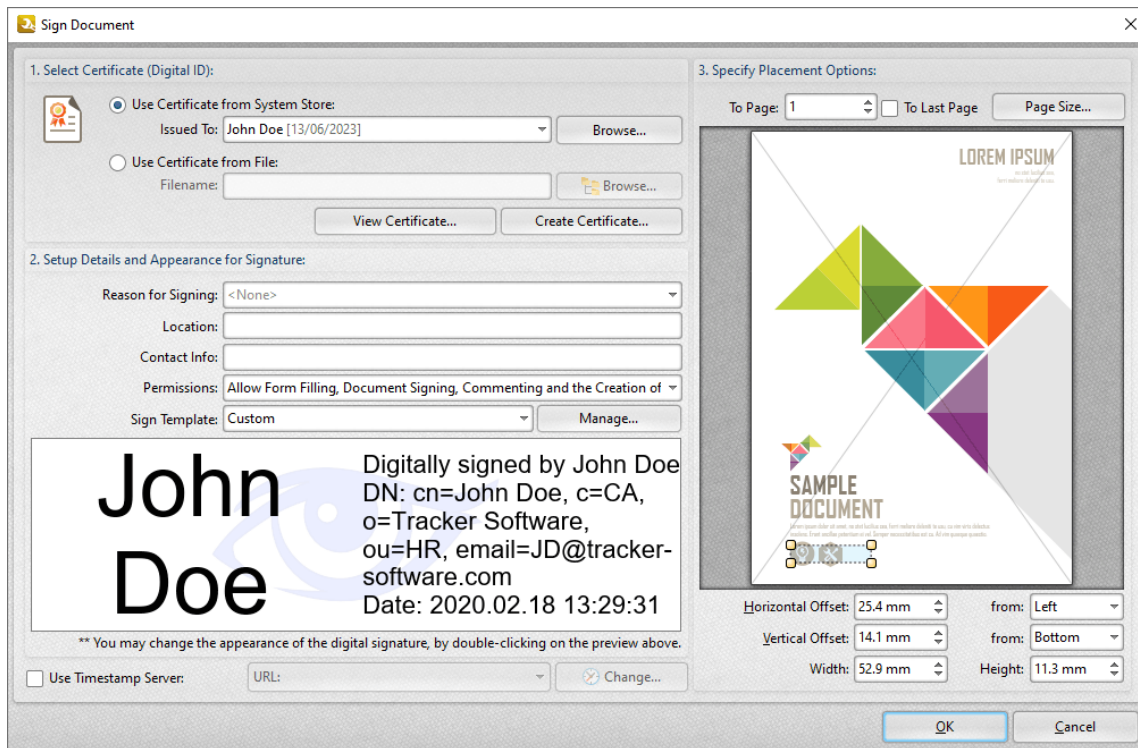 Sign Document
1. Select Certificate (Digital ID):
Use Certificate from System Store:
Issued To: John Doe [13/06/2023]
Browse...
Use Certificate from File:
Filename:
Browse...
View Certificate...
Create Certificate...
2. Setup Details and Appearance for Signature:
Reason for Signing: <None>
Location:
Contact Info:
Permissions: Allow Form Filling, Document Signing, Commenting and the Creation of
Sign Template: Custom
Manage...
John
Doe
Digitally signed by John Doe
DN: cn=John Doe, c=CA,
o=Tracker Software,
ou=HR, email=JD@tracker-
software.com
Date: 2020.02.18 13:29:31
** You may change the appearance of the digital signature, by double-clicking on the preview above.
Use Timestamp Server:
URL:
Change...
3. Specify Placement Options:
To Page: 1
To Last Page
Page Size...
LOREM IPSUM
SAMPLE
DOCUMENT
Horizontal Offset: 25.4 mm from: Left
Vertical Offset: 14.1 mm from: Bottom
Width: 52.9 mm Height: 11.3 mm
OK
Cancel